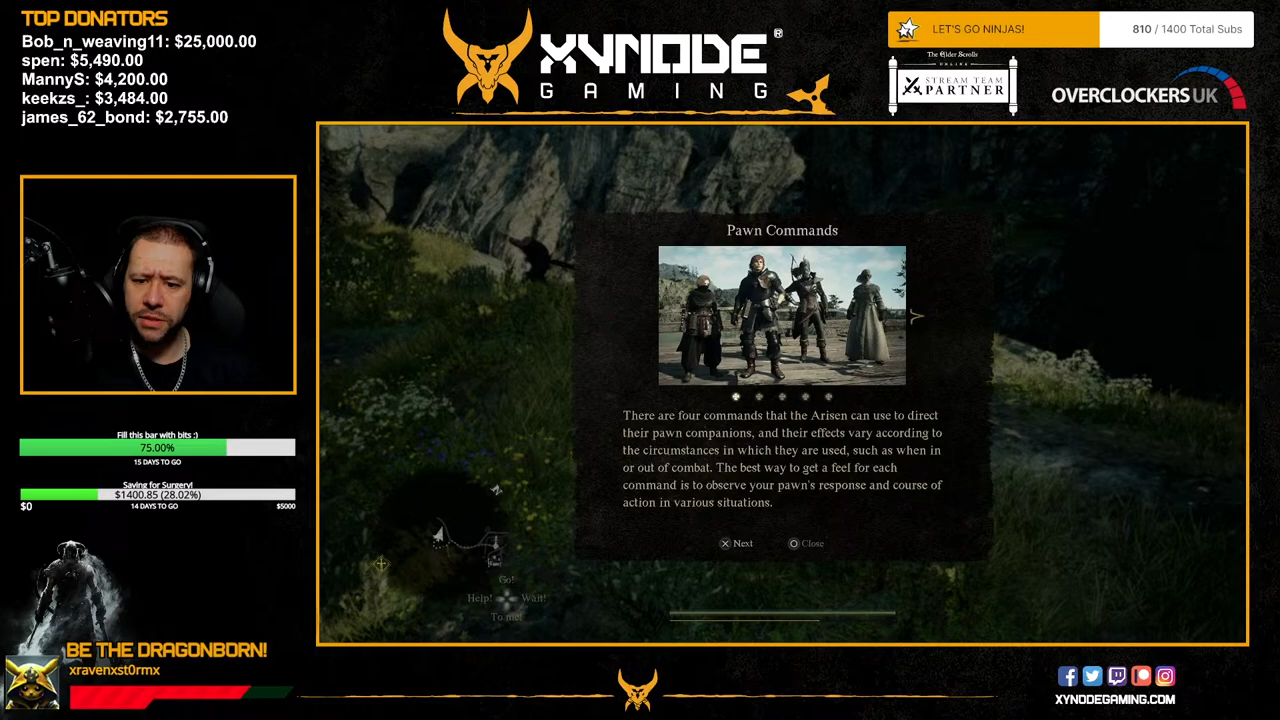 TOP DONATORS
Bob_n_weaving11: $25,000.00
spen: $5,490.00
MannyS: $4,200.00
keekzs_: $3,484.00
james_62_bond: $2,755.00
XYNODE®
GAMING
LET'S GO NINJAS!
810 / 1400 Total Subs
The Elder Scrolls
ONLINE
STREAM TEAM
PARTNER
OVERCLOCKERS UK
Pawn Commands
There are four commands that the Arisen can use to direct
their pawn companions, and their effects vary according to
the circumstances in which they are used, such as when in
or out of combat. The best way to get a feel for each
command is to observe your pawn's response and course of
action in various situations.
Next
Close
Fill this bar with bits :)
75.00%
15 DAYS TO GO
Saving for Surgery!
$1400.85 (28.02%)
$0
14 DAYS TO GO
$5000
N
Go!
Help!
Wait!
To me!
BE THE DRAGONBORN!
xravenxst0rmx
XYNODEGAMING.COM